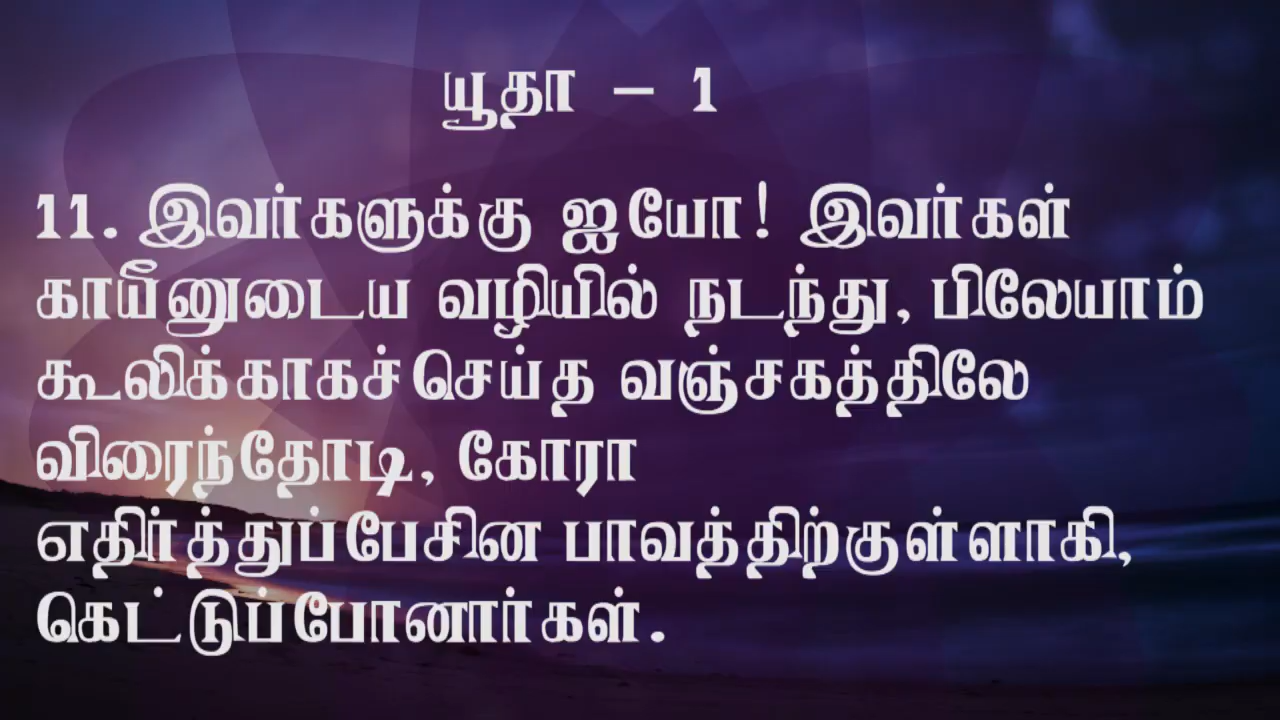 யூதா - 1
11. இவர்களுக்கு ஐயோ! இவர்கள்
காயீனுடைய வழியில் நடந்து, பிலேயாம்
கூலிக்காகச்செய்த வஞ்சகத்திலே
விரைந்தோடி, கோரா
எதிர்த்துப்பேசின பாவத்திற்குள்ளாகி,
கெட்டுப்போனார்கள்.